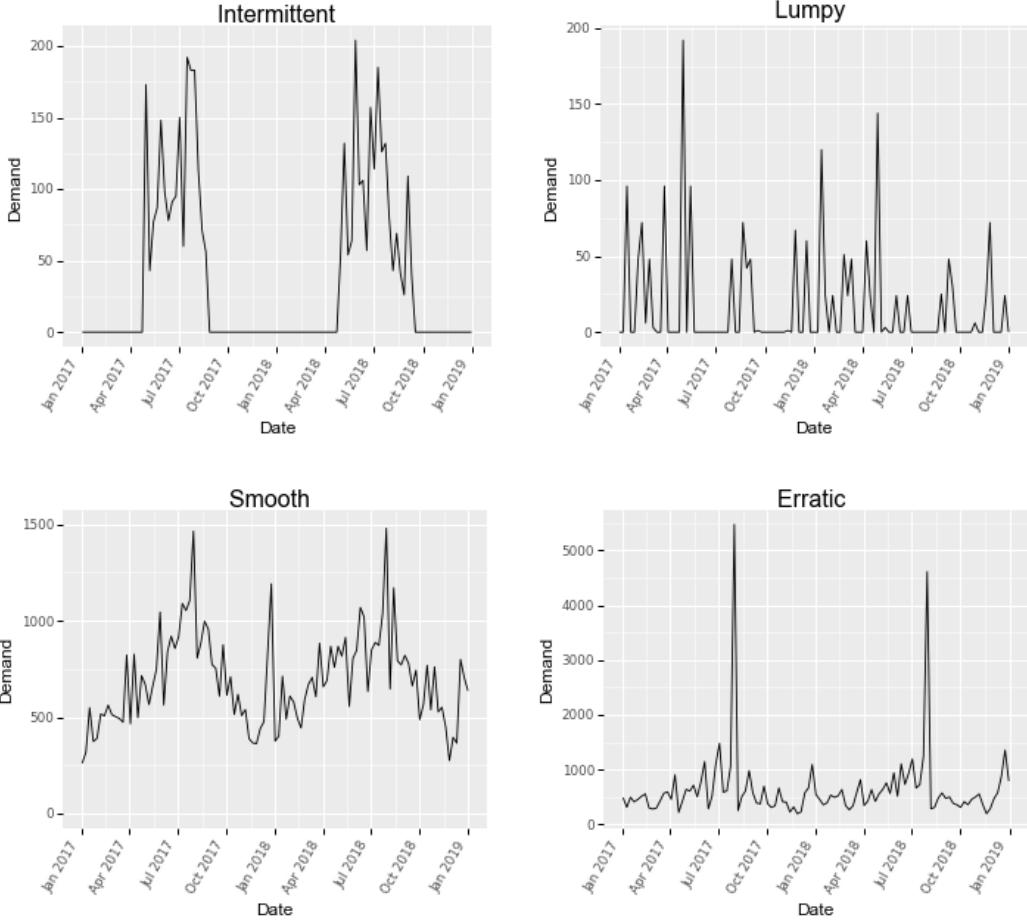 Intermittent
Demand
200
150
100
50
0
Jan 2017
Apr 2017
Jul 2017
Oct 2017
Jan 2018
Apr 2018
Jul 2018
Oct 2018
Jan 2019
Date
Lumpy
Demand
200
150
100
50
0
Jan 2017
Apr 2017
Jul 2017
Oct 2017
Jan 2018
Apr 2018
Jul 2018
Oct 2018
Jan 2019
Date
Smooth
Demand
1500
1000
500
0
Jan 2017
Apr 2017
Jul 2017
Oct 2017
Jan 2018
Apr 2018
Jul 2018
Oct 2018
Jan 2019
Date
Erratic
Demand
5000
4000
3000
2000
1000
0
Jan 2017
Apr 2017
Jul 2017
Oct 2017
Jan 2018
Apr 2018
Jul 2018
Oct 2018
Jan 2019
Date